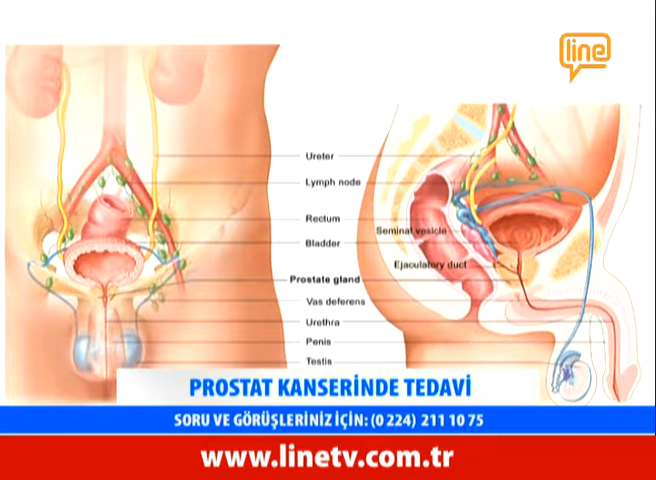 line
Ureter
Lymph node
Rectum
Seminal vesicle
Bladder
Ejaculatory duct
Prostate gland
Vas deferens
Urethra
Penis
Testis
PROSTAT KANSERİNDE TEDAVİ
SORU VE GÖRÜŞLERİNİZ İÇİN: (0 224) 211 10 75
www.linetv.com.tr